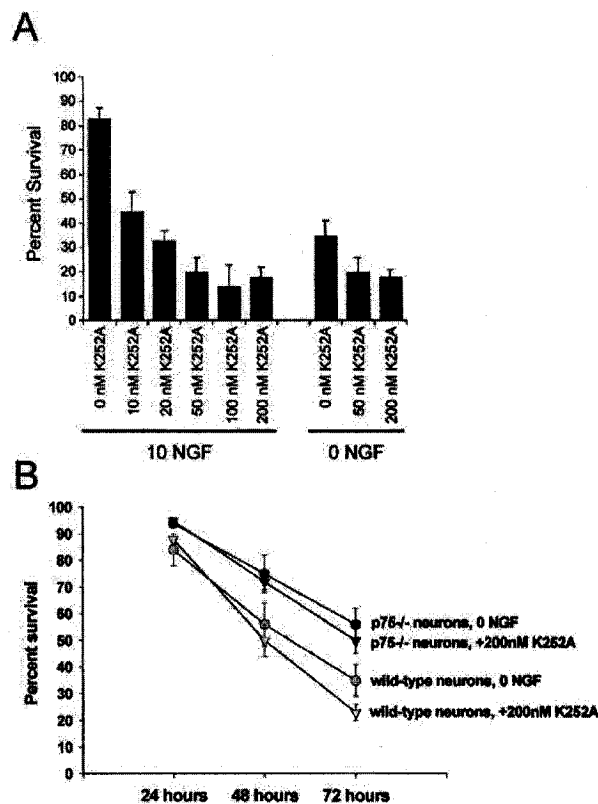 A
Percent Survival
100
90
80
70
60
50
40
30
20
10
0
0 nM K252A
10 nM K252A
20 nM K252A
50 nM K252A
100 nM K252A
200 nM K252A
0 nM K252A
50 nM K252A
200 nM K252A
10 NGF
0 NGF
B
Percent survival
100
90
80
70
60
50
40
30
20
10
0
p75-/- neurons, 0 NGF
p75-/- neurons, +200nM K252A
wild-type neurons, 0 NGF
wild-type neurons, +200nM K252A
24 hours
48 hours
72 hours